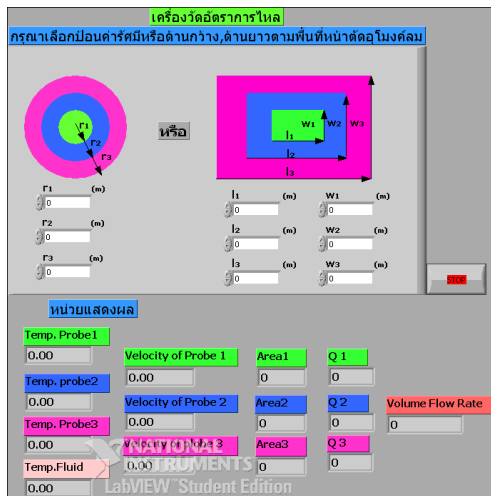 เครื่องวัดอัตราการไหล
กรุณาเลือกป้อนค่ารัศมีหรือด้านกว้าง,ด้านยาวตามพื้นที่หน้าตัดอุโมงค์ลม
r1
r2
r3
หรือ
W1 W2 W3
l1
l2
l3
r1 (m)
0
r2 (m)
0
r3 (m)
0
l1 (m) W1 (m)
0 0
l2 (m) W2 (m)
0 0
l3 (m) W3 (m)
0 0
STOP
หน่วยแสดงผล
Temp. Probe1
0.00
Temp. probe2
0.00
Temp. Probe3
0.00
Temp.Fluid
0.00
Velocity of Probe 1
0.00
Velocity of Probe 2
0.00
Velocity of Probe 3
0.00
Area1
0
Area2
0
Area3
0
Q 1
0
Q 2
0
Q 3
0
Volume Flow Rate
0
NATIONAL
INSTRUMENTS
LabVIEW™ Student Edition